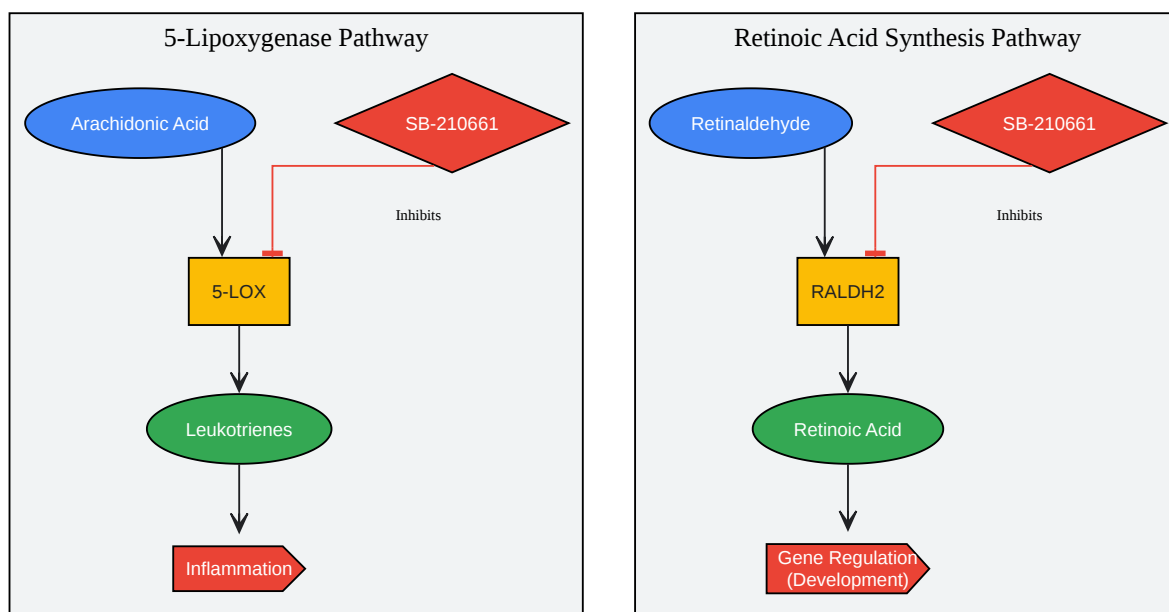 5-Lipoxygenase Pathway
Arachidonic Acid
SB-210661
Inhibits
5-LOX
Leukotrienes
Inflammation
Retinoic Acid Synthesis Pathway
Retinaldehyde
SB-210661
Inhibits
RALDH2
Retinoic Acid
Gene Regulation
(Development)